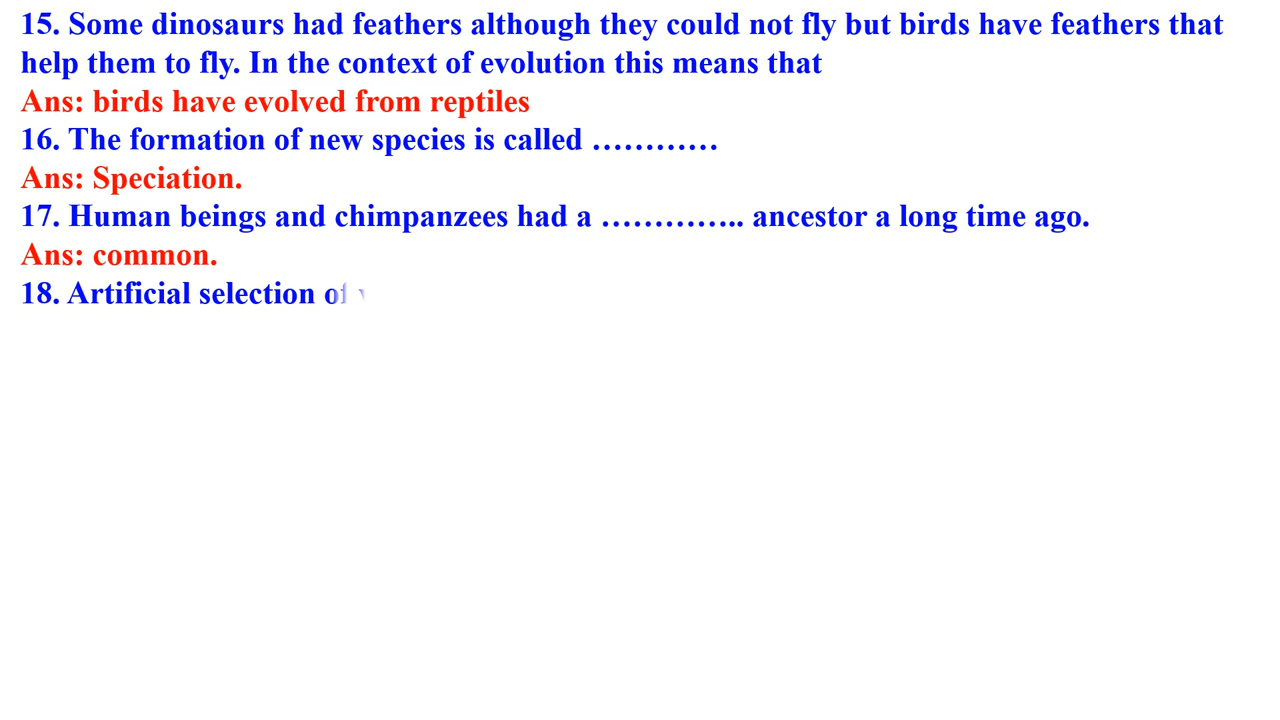 15. Some dinosaurs had feathers although they could not fly but birds have feathers that
help them to fly. In the context of evolution this means that
Ans: birds have evolved from reptiles
16. The formation of new species is called …………
Ans: Speciation.
17. Human beings and chimpanzees had a ………….. ancestor a long time ago.
Ans: common.
18. Artificial selection of